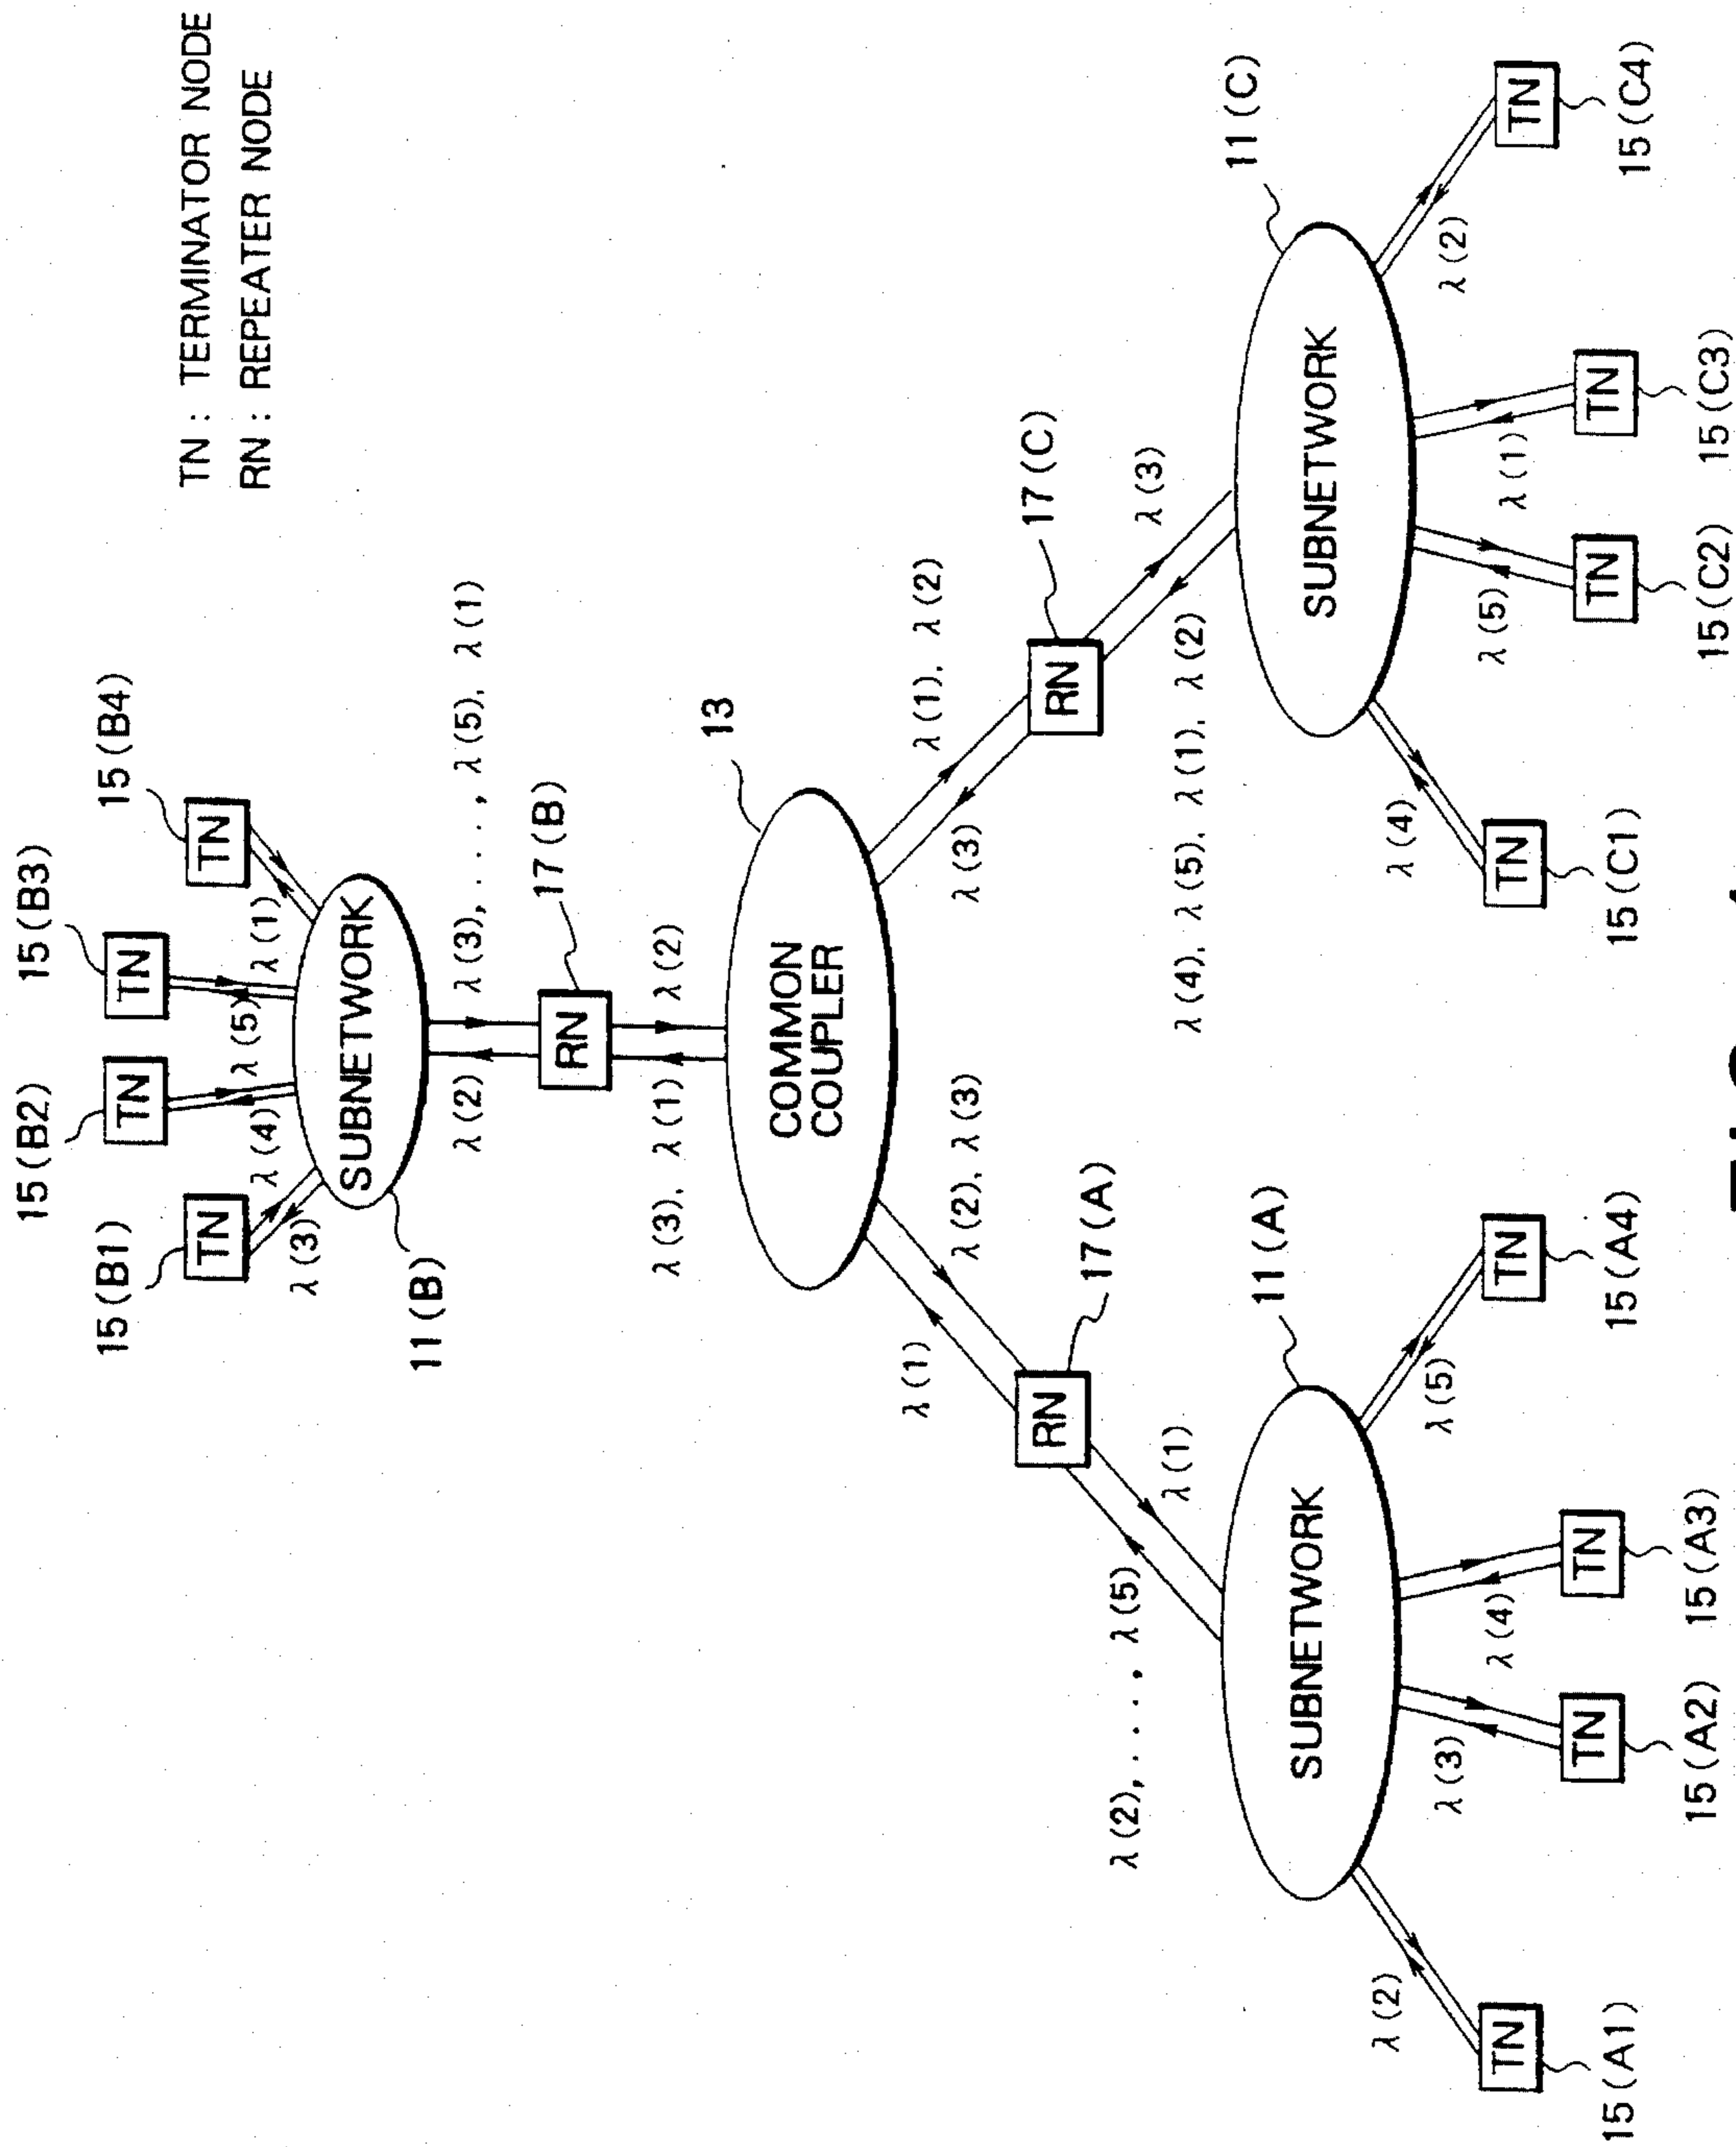 TN : TERMINATOR NODE
RN : REPEATER NODE
15(B1)
15(B2)
15(B3)
15(B4)
TN
TN
TN
TN
λ(3)
λ(4)
λ(5)
λ(1)
SUBNETWORK
11(B)
λ(2)
λ(3), . . . . , λ(5), λ(1)
RN
17(B)
λ(3), λ(1)
λ(2)
COMMON
COUPLER
13
λ(1)
λ(2), λ(3)
λ(3)
λ(1), λ(2)
RN
17(A)
RN
17(C)
λ(2), . . . . , λ(5)
λ(1)
λ(4), λ(5), λ(1), λ(2)
λ(3)
SUBNETWORK
11(A)
SUBNETWORK
11(C)
λ(2)
λ(3)
λ(4)
λ(5)
λ(4)
λ(5)
λ(1)
λ(2)
TN
TN
TN
TN
TN
TN
TN
TN
15(A1)
15(A2)
15(A3)
15(A4)
15(C1)
15(C2)
15(C3)
15(C4)